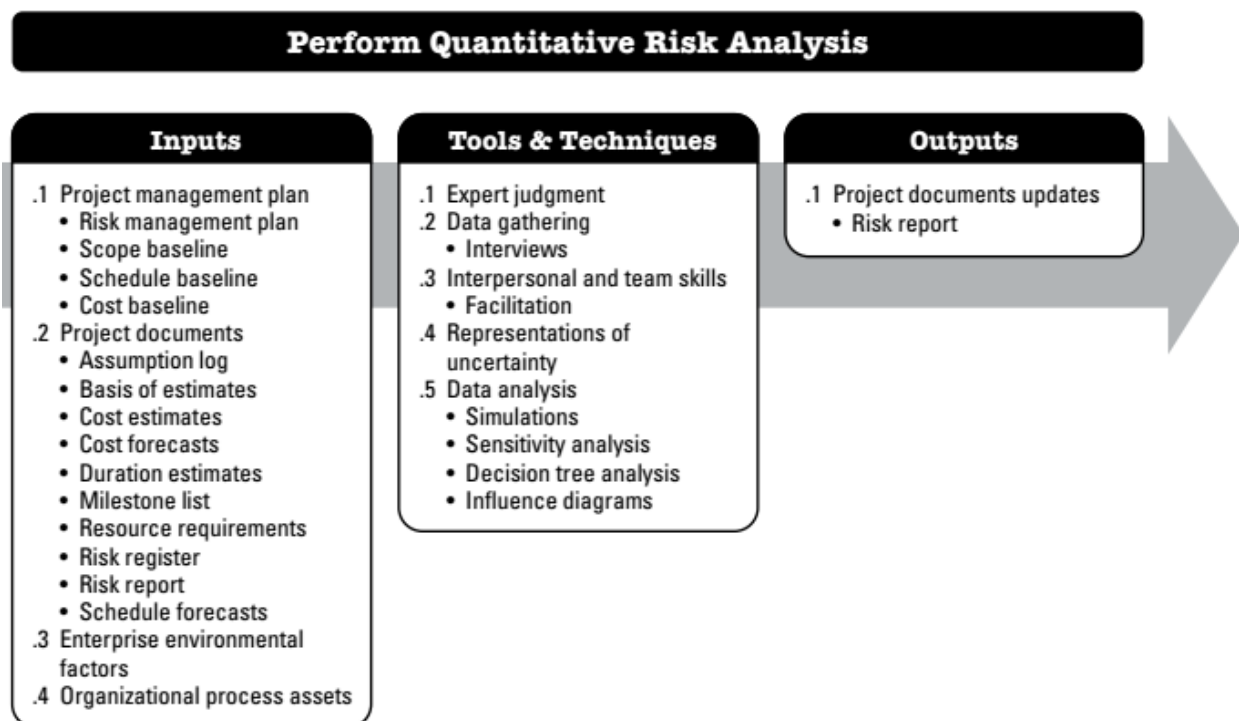 Perform Quantitative Risk Analysis
Inputs
.1 Project management plan
• Risk management plan
• Scope baseline
• Schedule baseline
• Cost baseline
.2 Project documents
• Assumption log
• Basis of estimates
• Cost estimates
• Cost forecasts
• Duration estimates
• Milestone list
• Resource requirements
• Risk register
• Risk report
• Schedule forecasts
.3 Enterprise environmental
factors
.4 Organizational process assets
Tools & Techniques
.1 Expert judgment
.2 Data gathering
• Interviews
.3 Interpersonal and team skills
• Facilitation
.4 Representations of
uncertainty
.5 Data analysis
• Simulations
• Sensitivity analysis
• Decision tree analysis
• Influence diagrams
Outputs
.1 Project documents updates
• Risk report